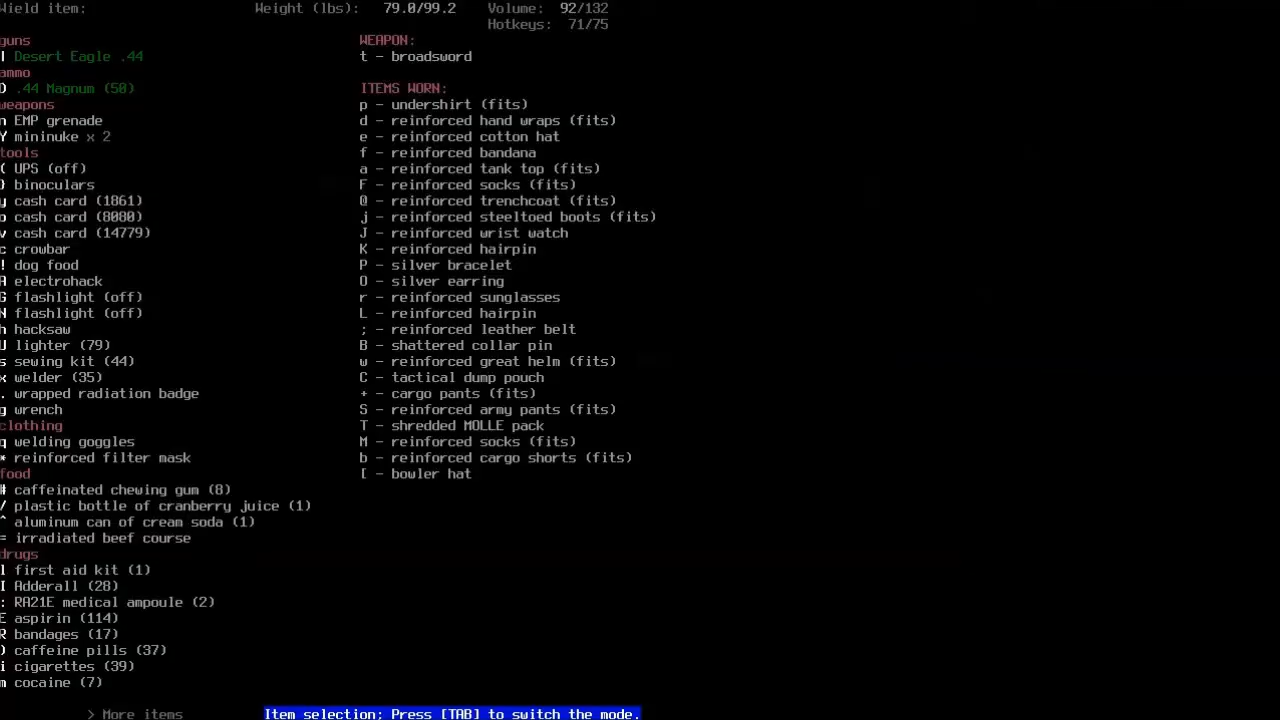 Wield item: Weight (lbs): 79.0/99.2 Volume: 92/132
Hotkeys: 71/75
guns
Desert Eagle .44
ammo
D .44 Magnum (50)
weapons
n EMP grenade
Y mininuke x 2
tools
( UPS (off)
} binoculars
y cash card (1861)
o cash card (8080)
v cash card (14779)
c crowbar
! dog food
A electrohack
G flashlight (off)
N flashlight (off)
h hacksaw
U lighter (79)
s sewing kit (44)
x welder (35)
. wrapped radiation badge
g wrench
clothing
q welding goggles
* reinforced filter mask
food
# caffeinated chewing gum (8)
/ plastic bottle of cranberry juice (1)
^ aluminum can of cream soda (1)
= irradiated beef course
drugs
l first aid kit (1)
I Adderall (28)
: RA21E medical ampoule (2)
E aspirin (114)
R bandages (17)
) caffeine pills (37)
i cigarettes (39)
m cocaine (7)
> More items
WEAPON:
t - broadsword
ITEMS WORN:
p - undershirt (fits)
d - reinforced hand wraps (fits)
e - reinforced cotton hat
f - reinforced bandana
a - reinforced tank top (fits)
F - reinforced socks (fits)
@ - reinforced trenchcoat (fits)
j - reinforced steeltoed boots (fits)
J - reinforced wrist watch
K - reinforced hairpin
P - silver bracelet
O - silver earring
r - reinforced sunglasses
L - reinforced hairpin
; - reinforced leather belt
B - shattered collar pin
w - reinforced great helm (fits)
C - tactical dump pouch
+ - cargo pants (fits)
S - reinforced army pants (fits)
T - shredded MOLLE pack
M - reinforced socks (fits)
b - reinforced cargo shorts (fits)
[ - bowler hat
Item selection; Press [TAB] to switch the mode.